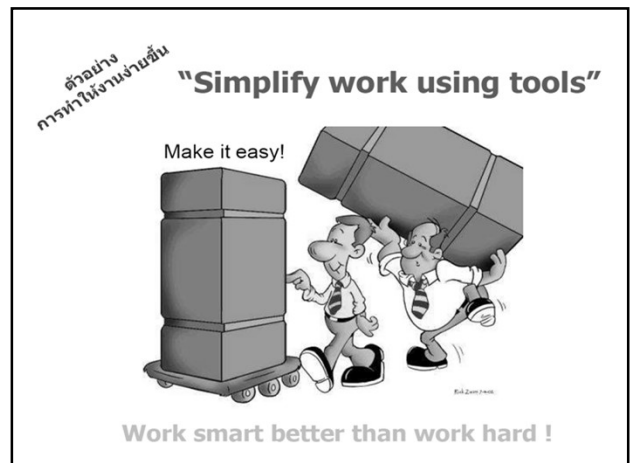 ตัวอย่าง
การทำให้งานง่ายขึ้น
“Simplify work using tools”
Make it easy!
Work smart better than work hard !